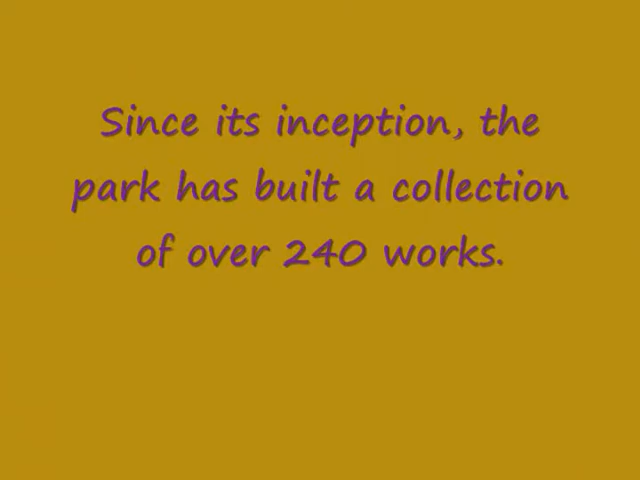 Since its inception, the
park has built a collection
of over 240 works.